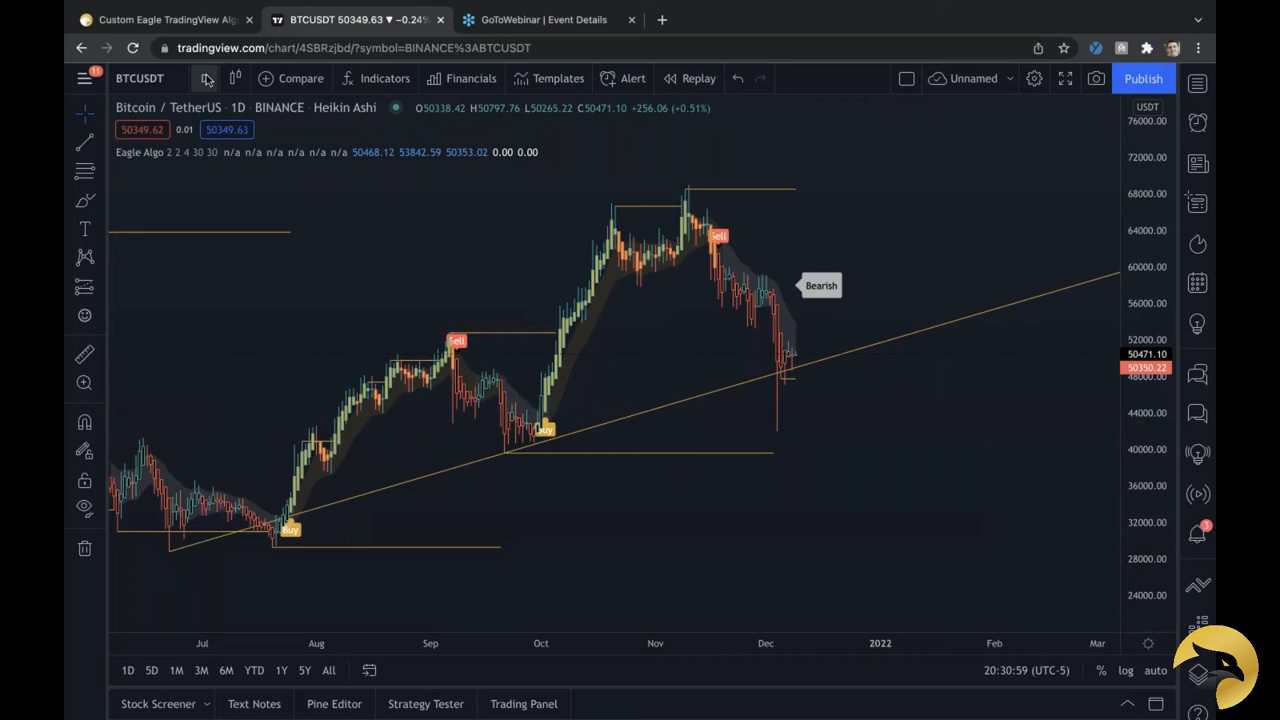 Custom Eagle TradingView Alg
BTCUSDT 50349.63 ▼ −0.24%
GoToWebinar | Event Details
tradingview.com/chart/4SBRzjbd/?symbol=BINANCE%3ABTCUSDT
11
BTCUSDT
D
Compare
Indicators
Financials
Templates
Alert
Replay
Unnamed
Publish
Bitcoin / TetherUS · 1D · BINANCE · Heikin Ashi
O50338.42 H50797.76 L50265.22 C50471.10 +256.06 (+0.51%)
USDT
50349.62
0.01
50349.63
Eagle Algo 2 2 4 30 30 n/a n/a n/a n/a n/a n/a 50468.12 53842.59 50353.02 0.00 0.00
76000.00
72000.00
68000.00
64000.00
60000.00
56000.00
52000.00
50471.10
50350.22
48000.00
44000.00
40000.00
36000.00
32000.00
28000.00
24000.00
Sell
Bearish
Sell
Buy
Buy
3
Jul
Aug
Sep
Oct
Nov
Dec
2022
Feb
Mar
1D
5D
1M
3M
6M
YTD
1Y
5Y
All
20:30:59 (UTC-5)
%
log
auto
Stock Screener
Text Notes
Pine Editor
Strategy Tester
Trading Panel